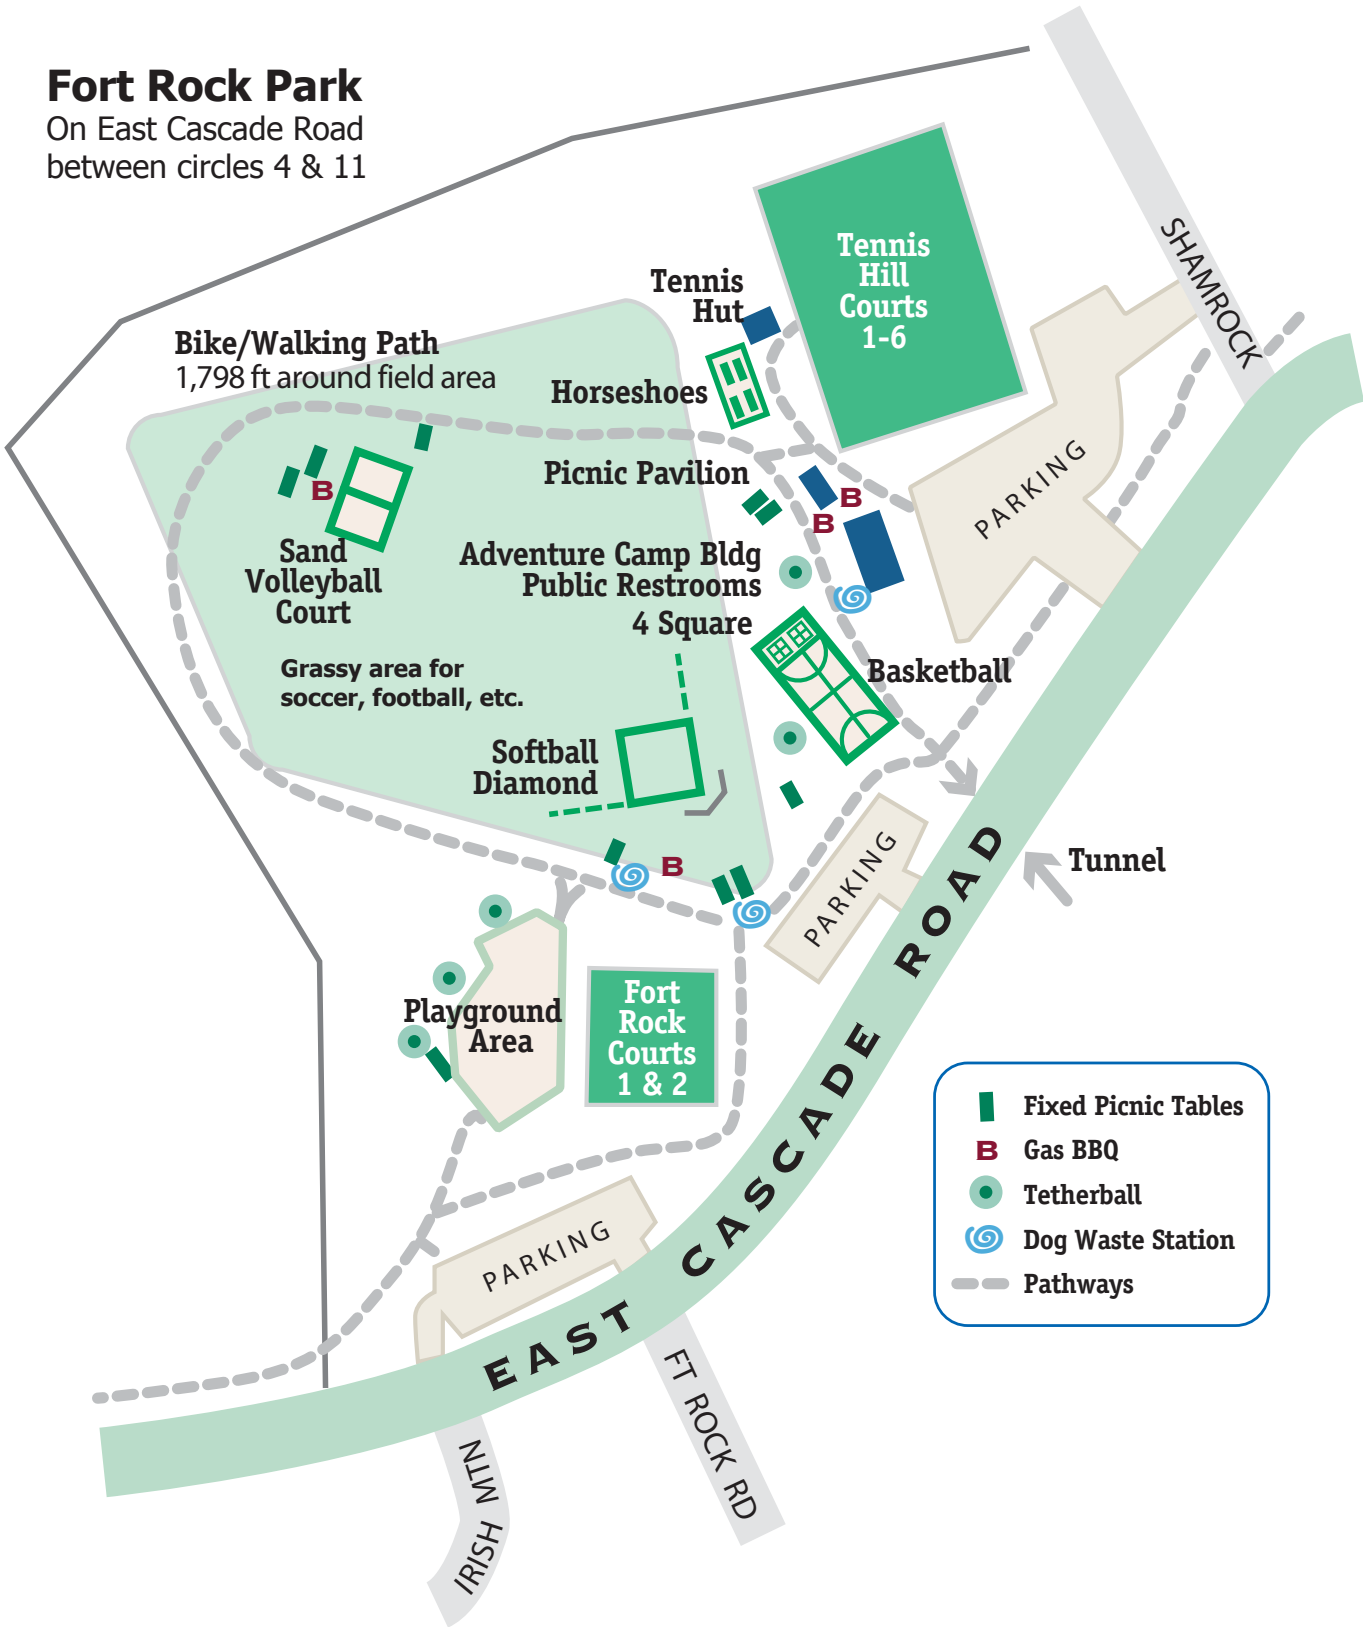 Fort Rock Park
On East Cascade Road
between circles 4 & 11
SHAMROCK
Tennis
Hill
Courts
1-6
Tennis
Hut
Bike/Walking Path
1,798 ft around field area
Horseshoes
PARKING
Picnic Pavilion
B
B
B
Sand
Volleyball
Court
Adventure Camp Bldg
Public Restrooms
4 Square
Basketball
Grassy area for
soccer, football, etc.
Softball
Diamond
B
PARKING
Tunnel
Playground
Area
Fort
Rock
Courts
1 & 2
EAST CASCADE ROAD
PARKING
FT ROCK RD
IRISH MTN
Fixed Picnic Tables
B Gas BBQ
Tetherball
Dog Waste Station
Pathways